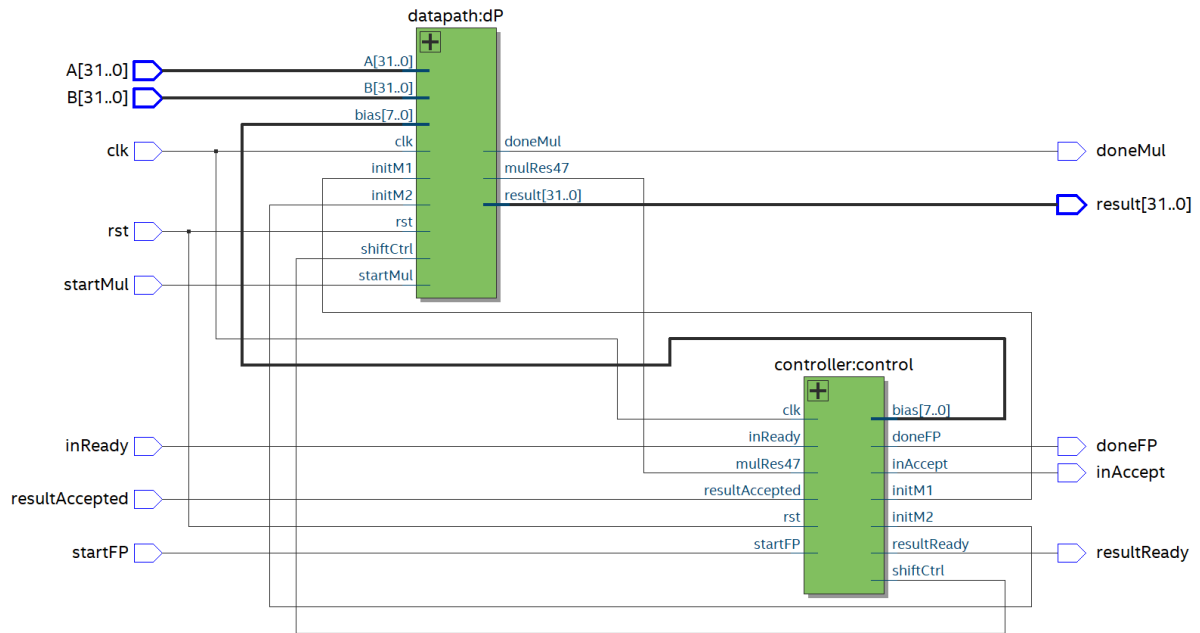 datapath:dP
A[31..0]
B[31..0]
clk
rst
startMul
A[31..0]
B[31..0]
bias[7..0]
clk
initM1
initM2
rst
shiftCtrl
startMul
doneMul
mulRes47
result[31..0]
doneMul
result[31..0]
controller:control
inReady
resultAccepted
startFP
clk
inReady
mulRes47
resultAccepted
rst
startFP
bias[7..0]
doneFP
inAccept
initM1
initM2
resultReady
shiftCtrl
doneFP
inAccept
resultReady